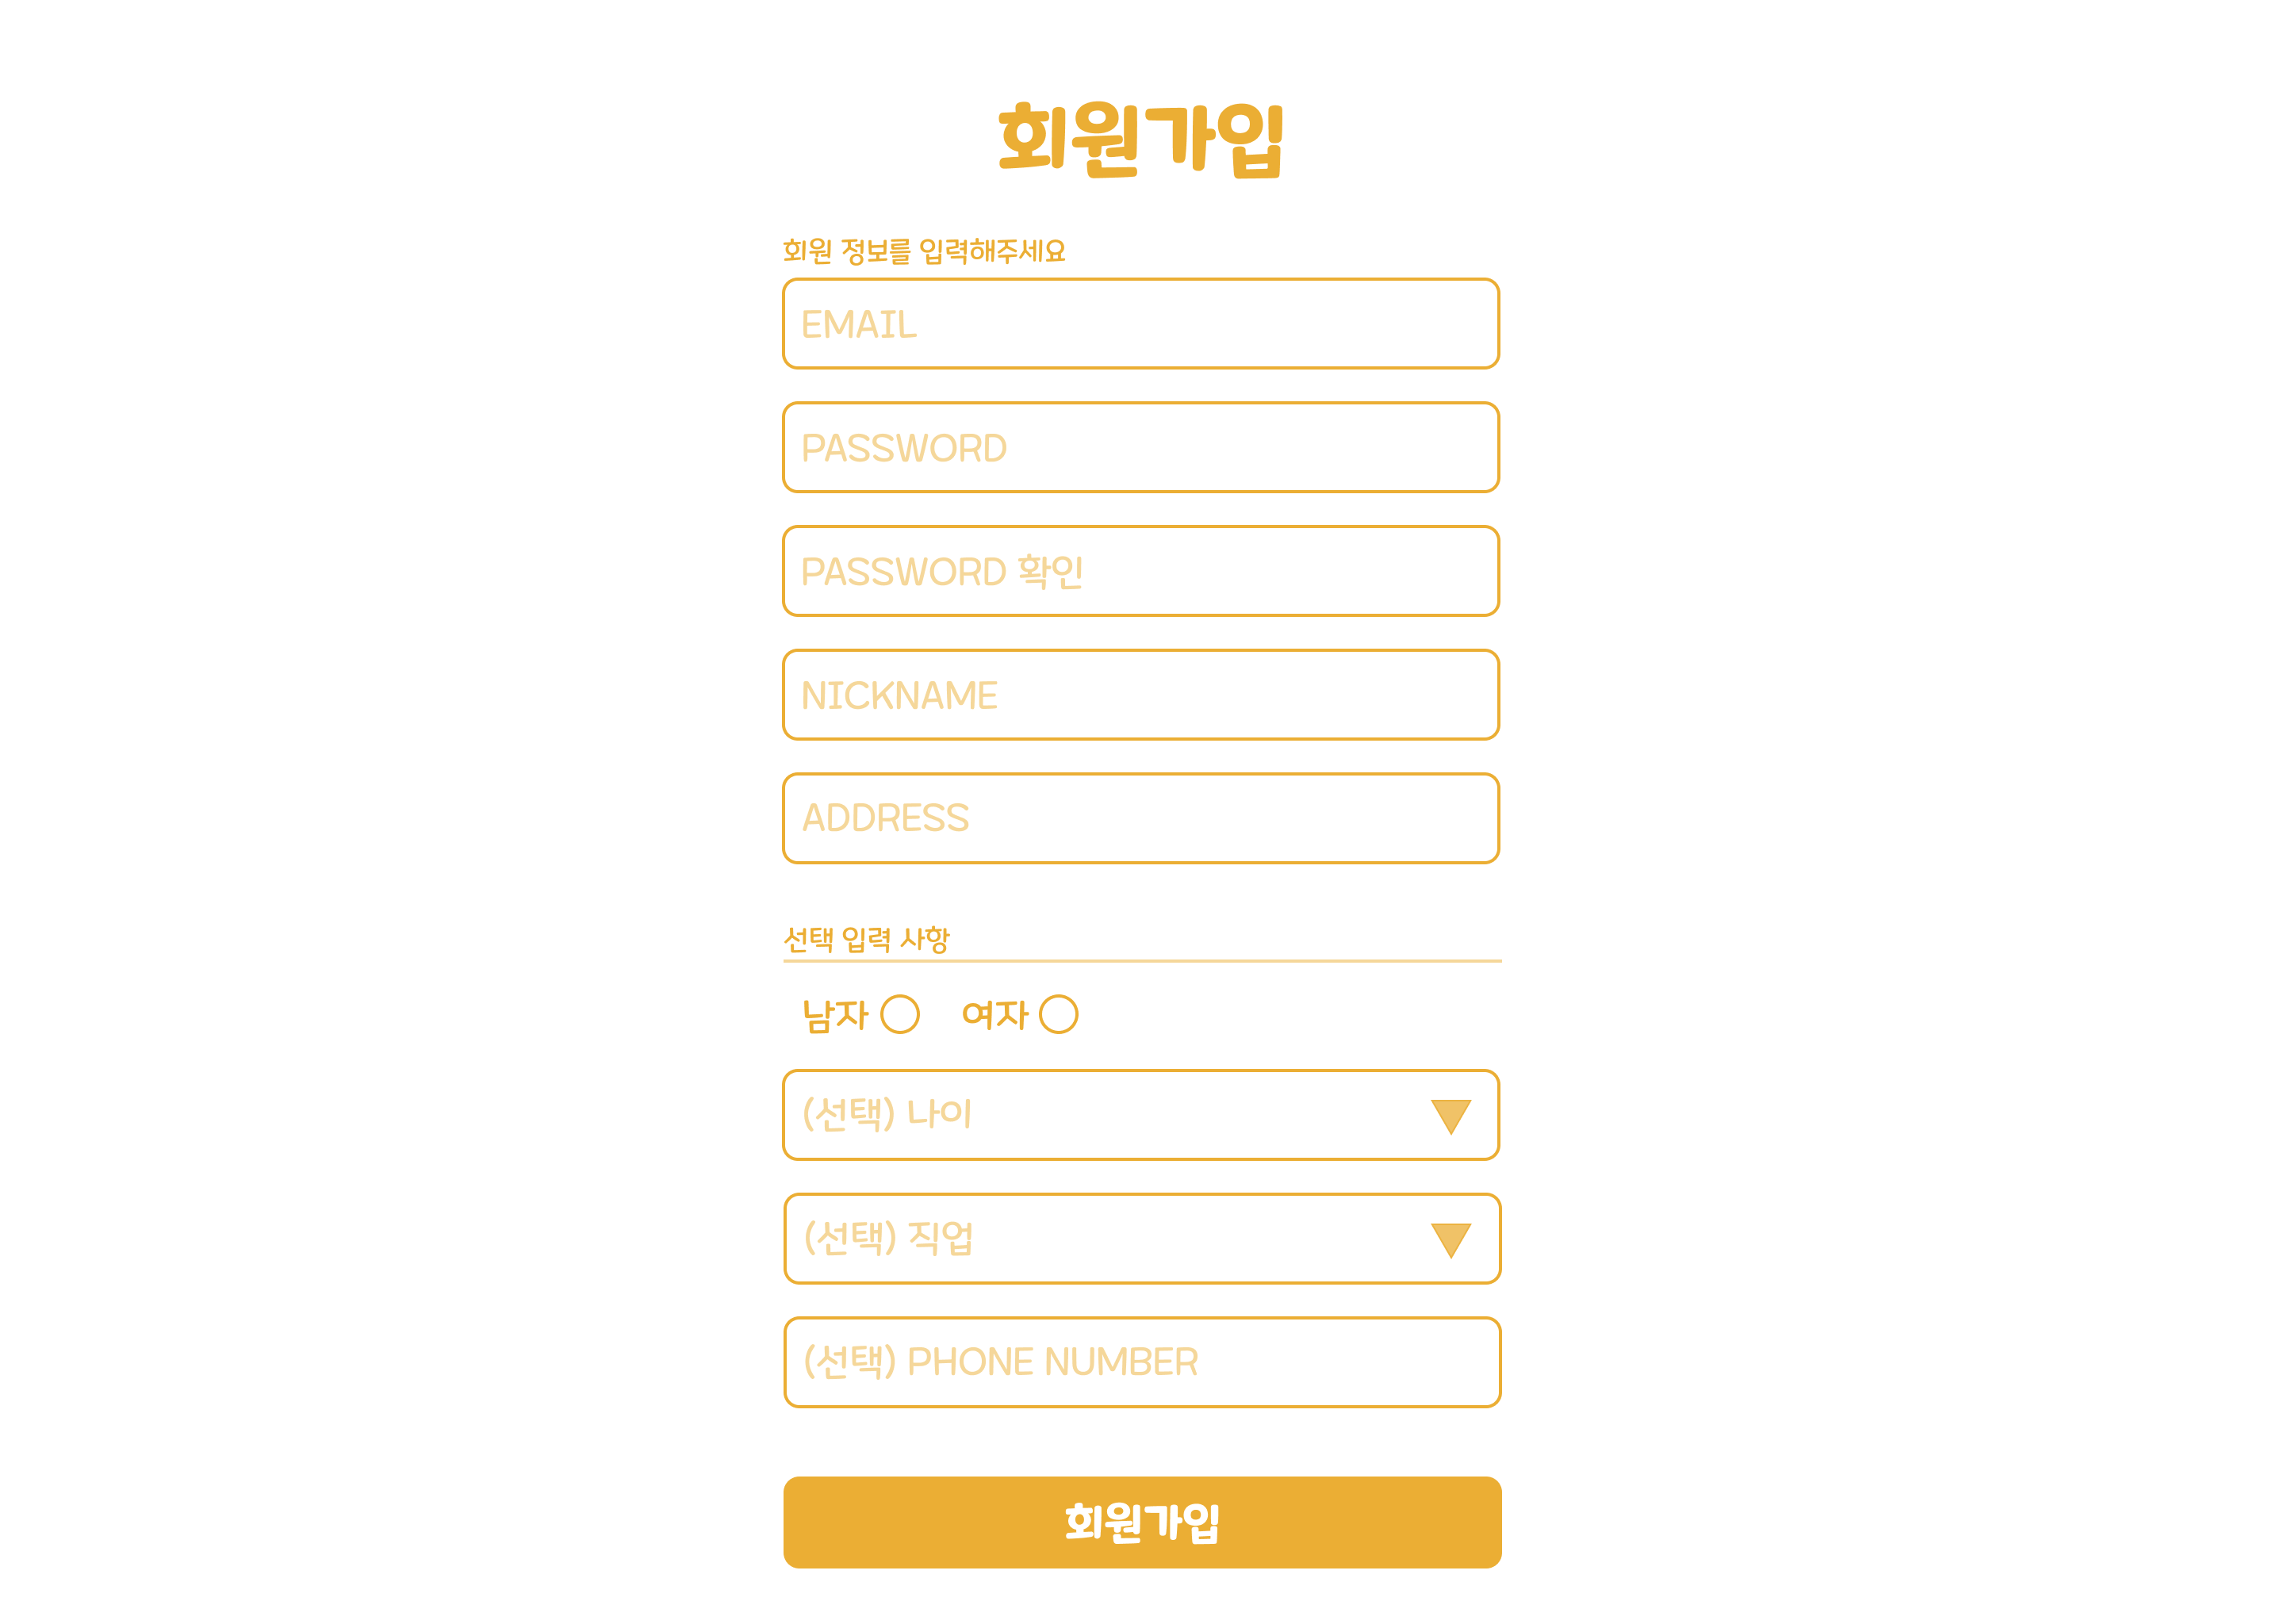 회원가입
회원 정보를 입력해주세요
EMAIL
PASSWORD
PASSWORD 확인
NICKNAME
ADDRESS
선택 입력 사항
남자 여자
(선택) 나이
(선택) 직업
(선택) PHONE NUMBER
회원가입